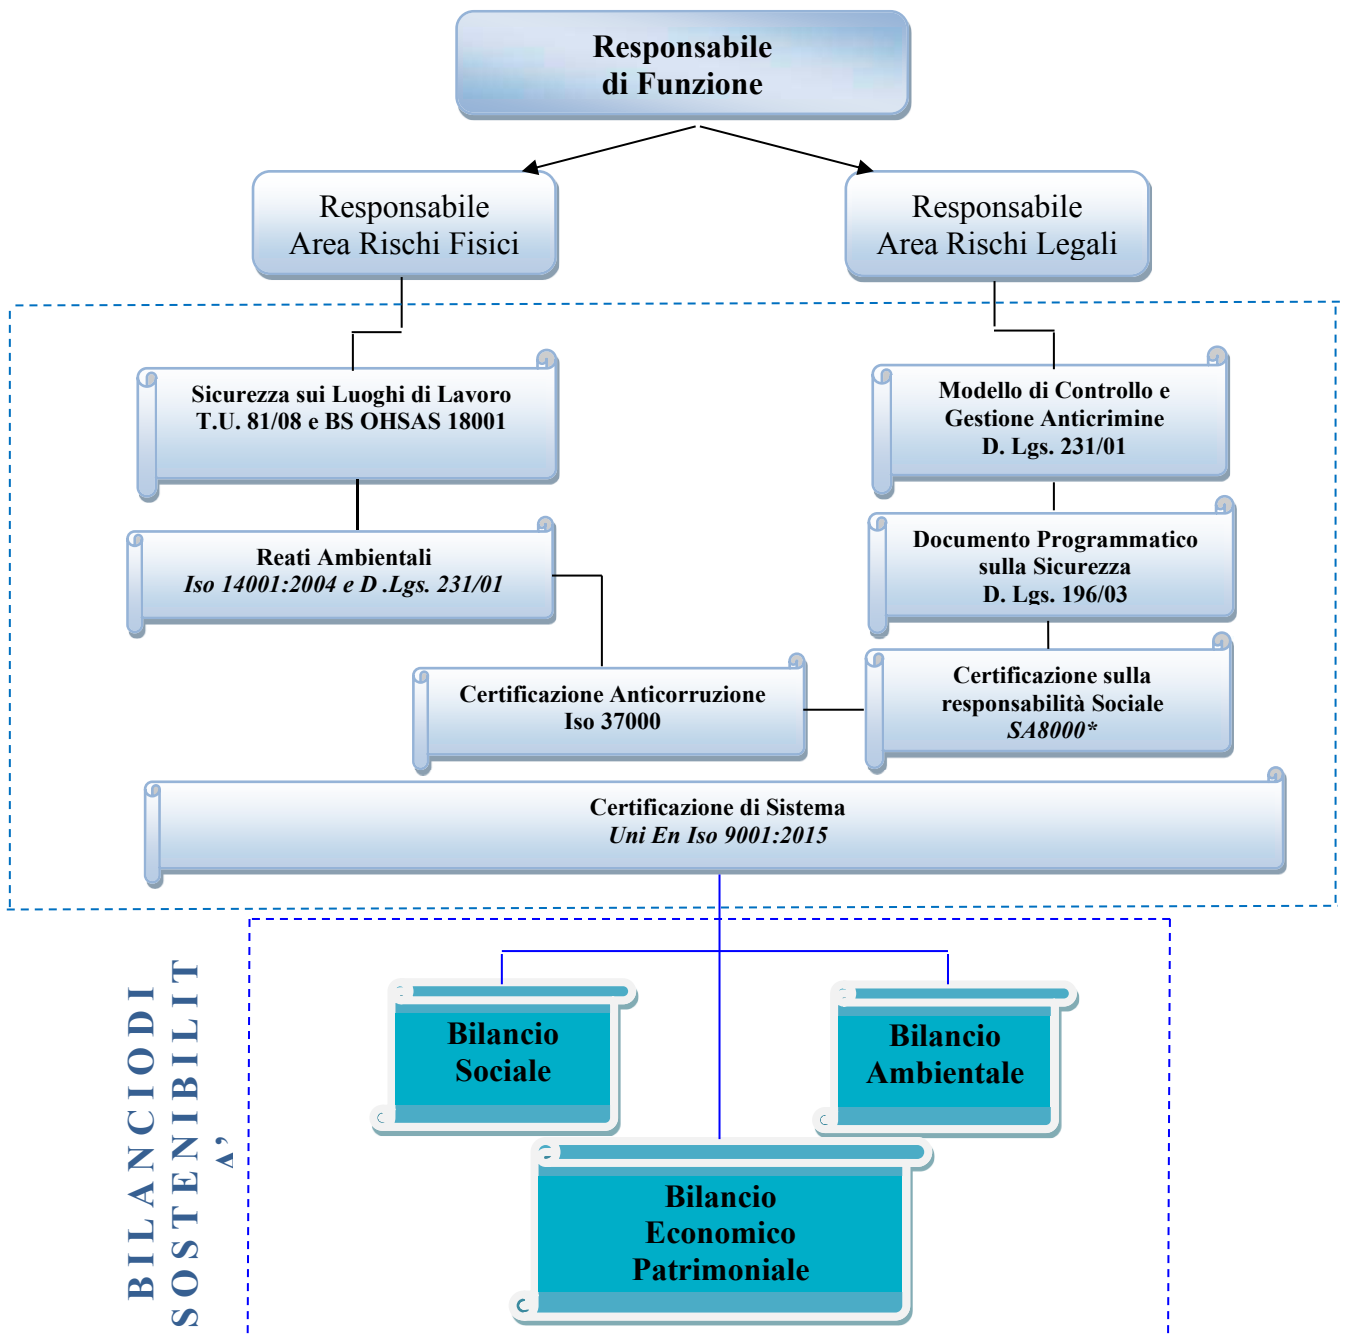 Responsabile
di Funzione
Responsabile
Area Rischi Fisici
Responsabile
Area Rischi Legali
Sicurezza sui Luoghi di Lavoro
T.U. 81/08 e BS OHSAS 18001
Modello di Controllo e
Gestione Anticrimine
D. Lgs. 231/01
Reati Ambientali
Iso 14001:2004 e D .Lgs. 231/01
Documento Programmatico
sulla Sicurezza
D. Lgs. 196/03
Certificazione Anticorruzione
Iso 37000
Certificazione sulla
responsabilità Sociale
SA8000*
Certificazione di Sistema
Uni En Iso 9001:2015
BILANCIODI
SOSTENIBILIT
A'
Bilancio
Sociale
Bilancio
Ambientale
Bilancio
Economico
Patrimoniale